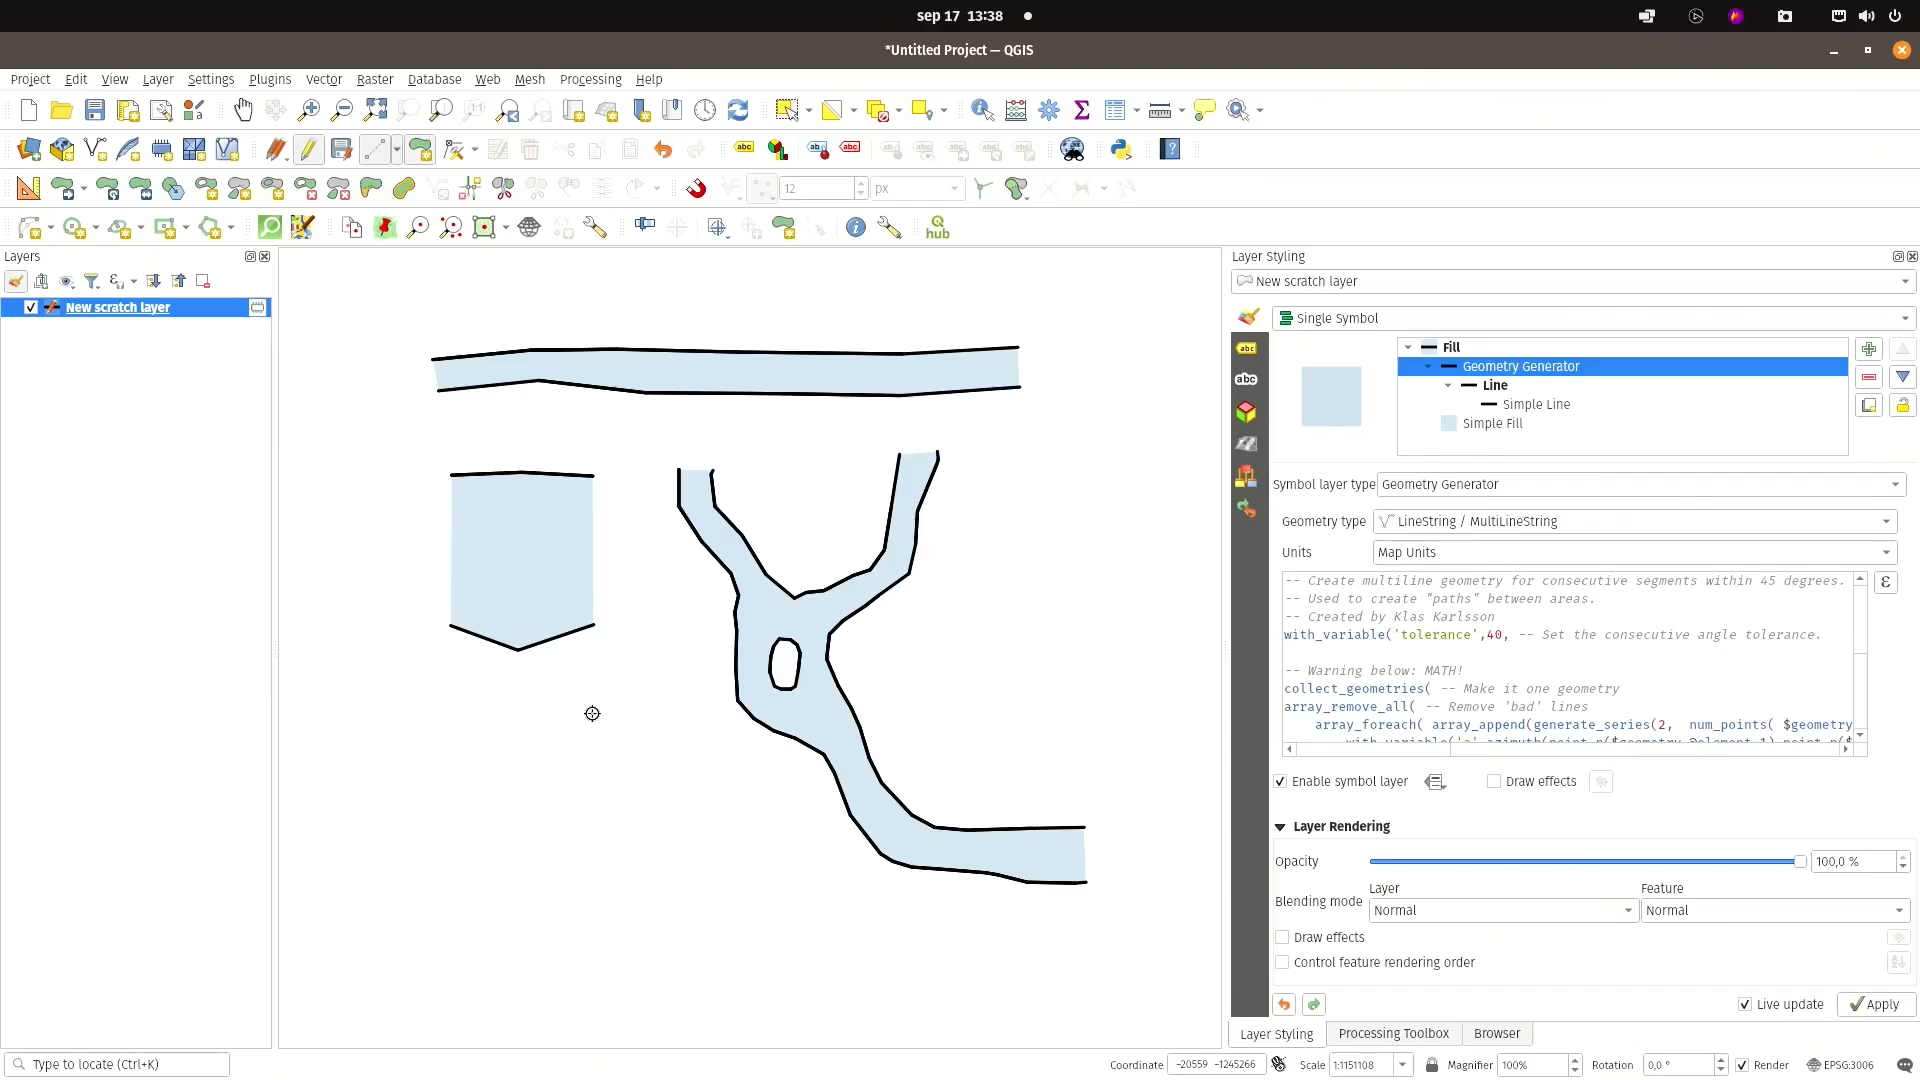 sep 17 13:38
*Untitled Project — QGIS
Project Edit View Layer Settings Plugins Vector Raster Database Web Mesh Processing Help
abc abc
12 px
hub
Layers
Layer Styling
New scratch layer
New scratch layer
Single Symbol
Fill
Geometry Generator
Line
Simple Line
Simple Fill
Symbol layer type Geometry Generator
Geometry type LineString / MultiLineString
Units Map Units
-- Create multiline geometry for consecutive segments within 45 degrees.
-- Used to create "paths" between areas.
-- Created by Klas Karlsson
with_variable('tolerance',40, -- Set the consecutive angle tolerance.
-- Warning below: MATH!
collect_geometries( -- Make it one geometry
array_remove_all( -- Remove 'bad' lines
array_foreach( array_append(generate_series(2, num_points( $geometry
Enable symbol layer Draw effects
Layer Rendering
Opacity 100,0 %
Layer Feature
Blending mode Normal Normal
Draw effects
Control feature rendering order
Live update Apply
Layer Styling Processing Toolbox Browser
Type to locate (Ctrl+K) Coordinate -20559 -1245266 Scale 1:1151108 Magnifier 100% Rotation 0,0 ° Render EPSG:3006